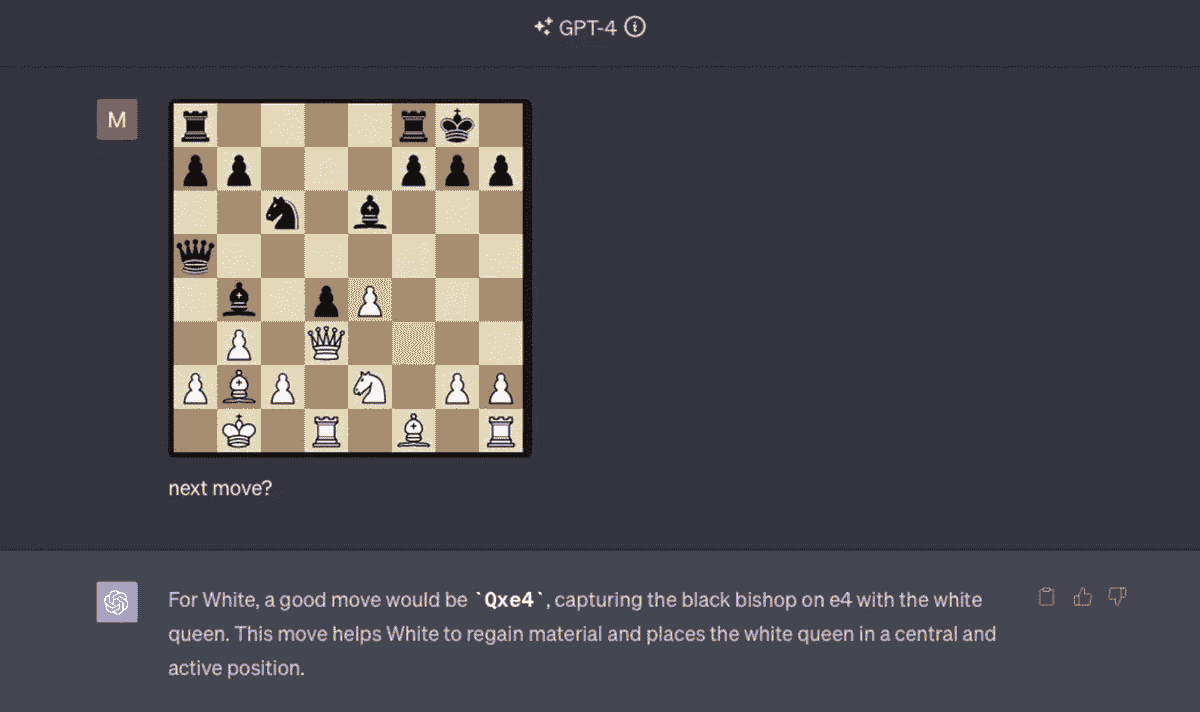 GPT-4
M
next move?
For White, a good move would be `Qxe4`, capturing the black bishop on e4 with the white
queen. This move helps White to regain material and places the white queen in a central and
active position.